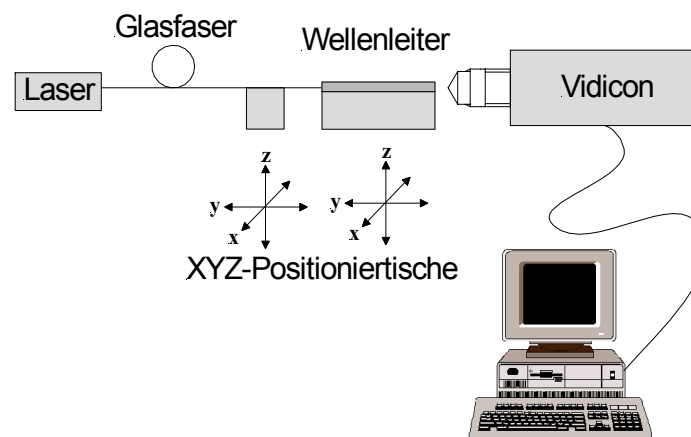 Glasfaser
Wellenleiter
Laser
Vidicon
z
z
y
y
x
x
XYZ-Positioniertische